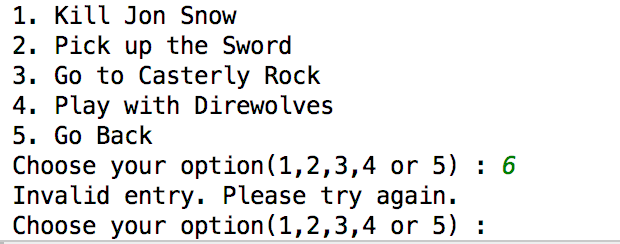 1. Kill Jon Snow
2. Pick up the Sword
3. Go to Casterly Rock
4. Play with Direwolves
5. Go Back
Choose your option(1,2,3,4 or 5) : 6
Invalid entry. Please try again.
Choose your option(1,2,3,4 or 5) :